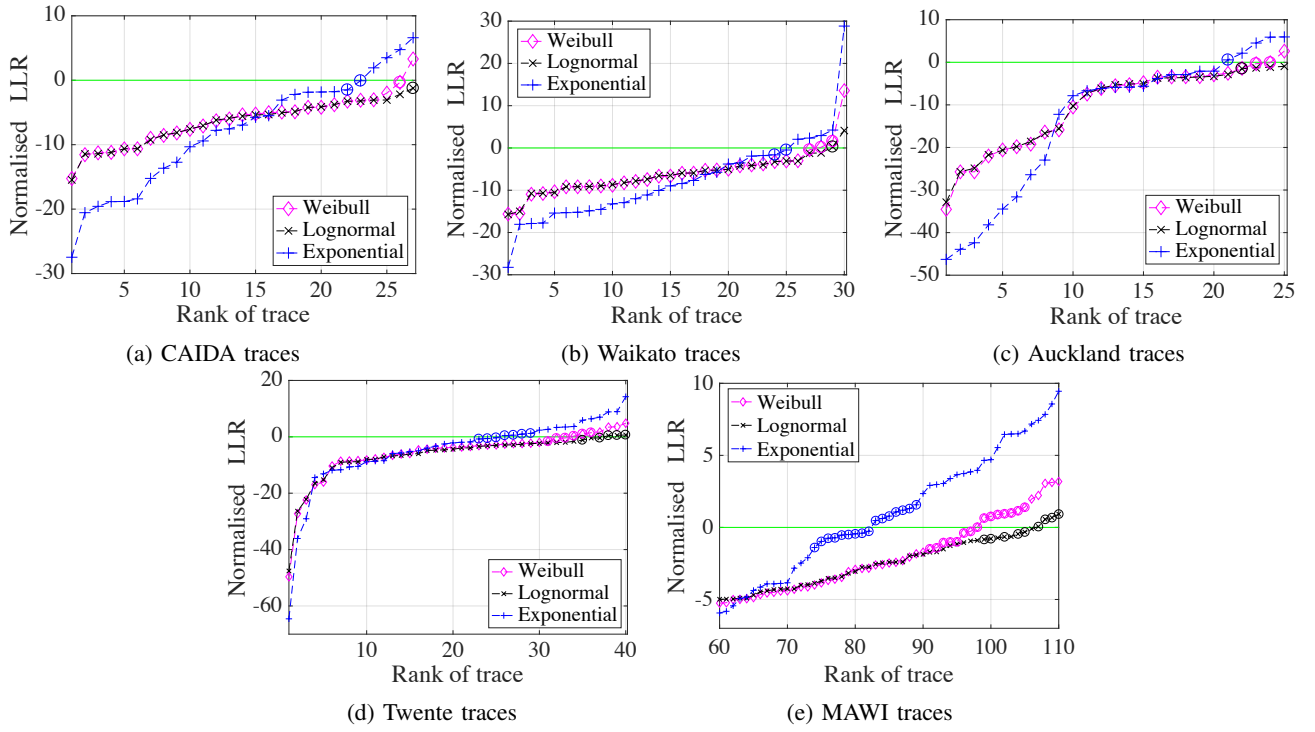 10
0
-10
-20
-30
5 10 15 20 25
Normalised LLR
Rank of trace
Weibull
Lognormal
Exponential
(a) CAIDA traces
30
20
10
0
-10
-20
-30
5 10 15 20 25 30
Normalised LLR
Rank of trace
Weibull
Lognormal
Exponential
(b) Waikato traces
10
0
-10
-20
-30
-40
-50
5 10 15 20 25
Normalised LLR
Rank of trace
Weibull
Lognormal
Exponential
(c) Auckland traces
20
0
-20
-40
-60
10 20 30 40
Normalised LLR
Rank of trace
Weibull
Lognormal
Exponential
(d) Twente traces
10
5
0
-5
60 70 80 90 100 110
Normalised LLR
Rank of trace
Weibull
Lognormal
Exponential
(e) MAWI traces